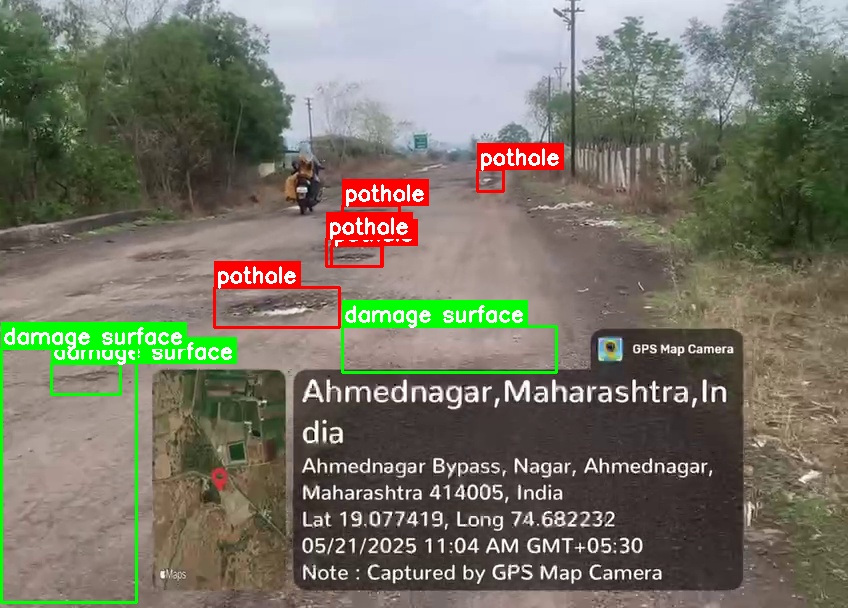 pothole
pothole
pothole
pothole
pothole
damage surface
damage surface
damage surface
GPS Map Camera
Ahmednagar,Maharashtra,In
dia
Ahmednagar Bypass, Nagar, Ahmednagar,
Maharashtra 414005, India
Lat 19.077419, Long 74.682232
05/21/2025 11:04 AM GMT+05:30
Note : Captured by GPS Map Camera
Maps